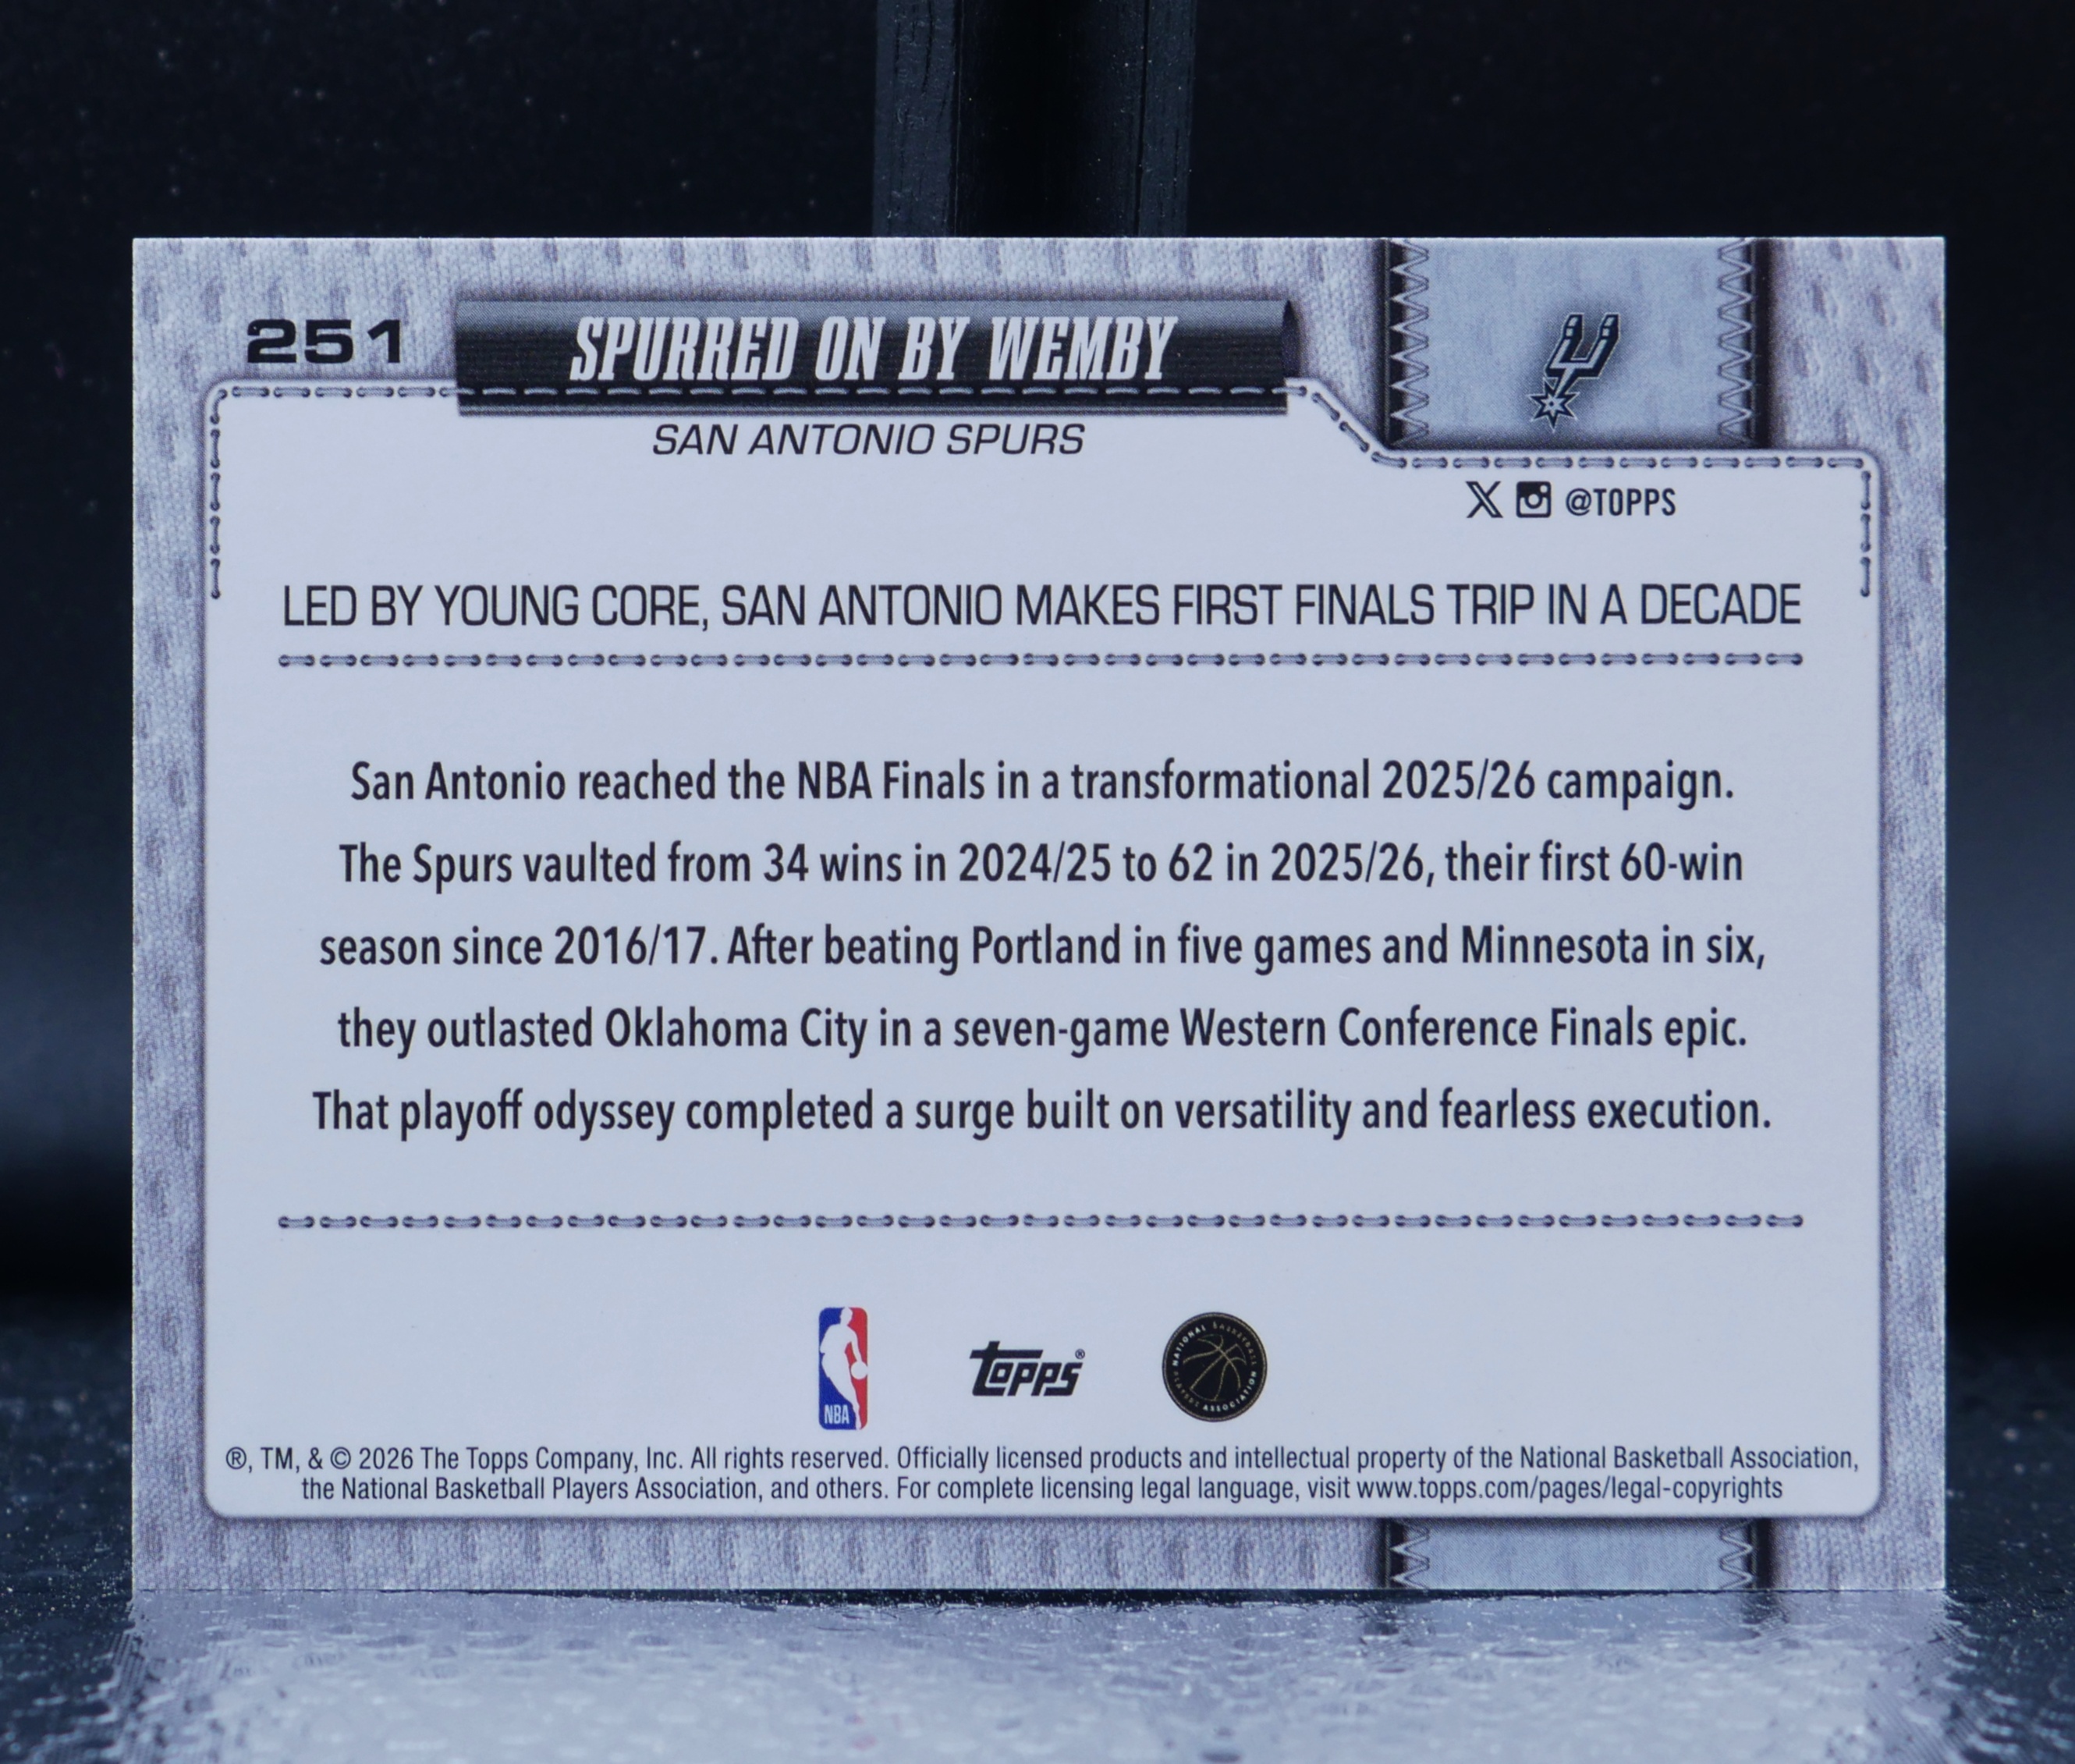 251
SPURRED ON BY WEMBY
SAN ANTONIO SPURS
@TOPPS
LED BY YOUNG CORE, SAN ANTONIO MAKES FIRST FINALS TRIP IN A DECADE
San Antonio reached the NBA Finals in a transformational 2025/26 campaign.
The Spurs vaulted from 34 wins in 2024/25 to 62 in 2025/26, their first 60-win
season since 2016/17. After beating Portland in five games and Minnesota in six,
they outlasted Oklahoma City in a seven-game Western Conference Finals epic.
That playoff odyssey completed a surge built on versatility and fearless execution.
NBA
Topps®
NATIONAL BASKETBALL PLAYERS ASSOCIATION
®, TM, & © 2026 The Topps Company, Inc. All rights reserved. Officially licensed products and intellectual property of the National Basketball Association,
the National Basketball Players Association, and others. For complete licensing legal language, visit www.topps.com/pages/legal-copyrights